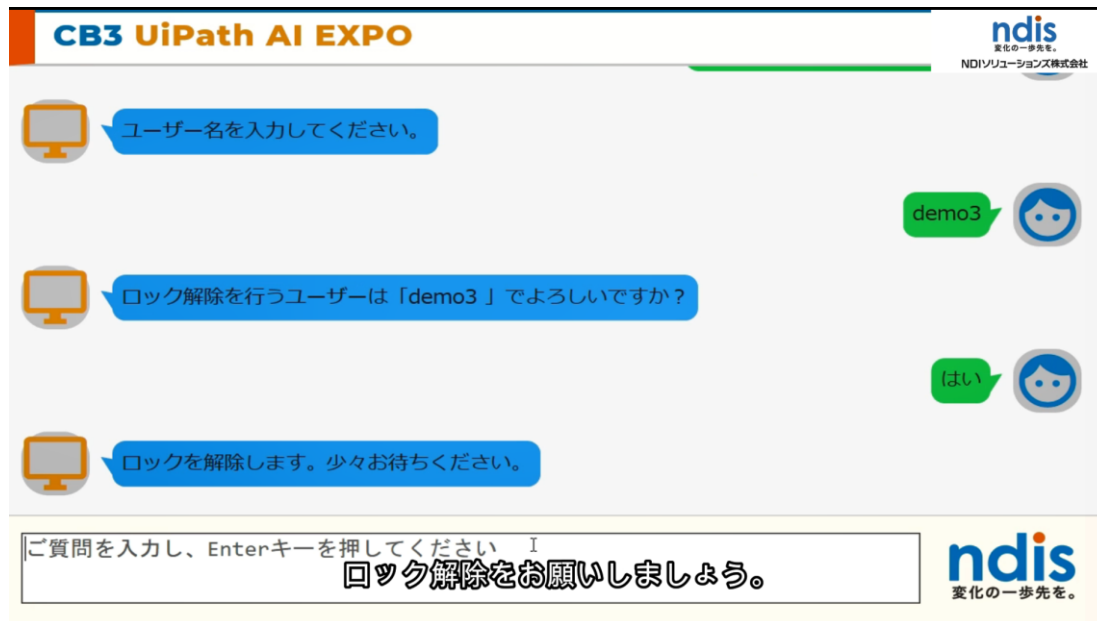 CB3 UiPath AI EXPO
ndis
変化の一歩先を。
NDIソリューションズ株式会社
ユーザー名を入力してください。
demo3
ロック解除を行うユーザーは「demo3 」でよろしいですか？
はい
ロックを解除します。少々お待ちください。
ご質問を入力し、Enterキーを押してください
ロック解除をお願いしましょう。
ndis
変化の一歩先を。